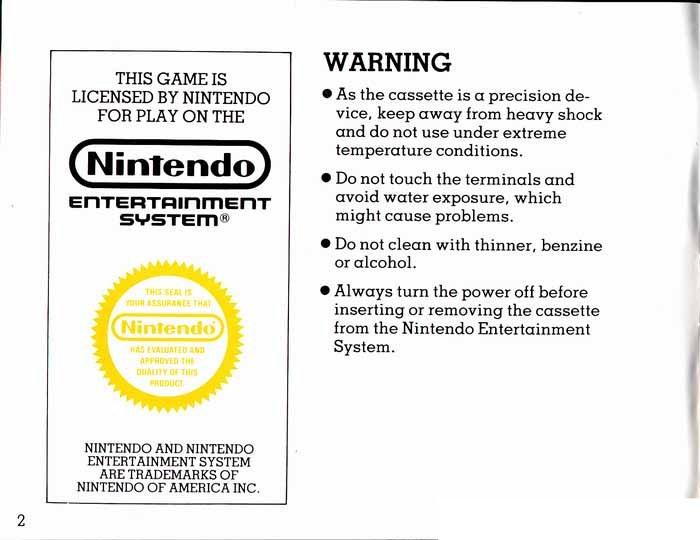 THIS GAME IS
LICENSED BY NINTENDO
FOR PLAY ON THE
Nintendo
ENTERTAINMENT
SYSTEM®
THIS SEAL IS
YOUR ASSURANCE THAT
Nintendo®
HAS EVALUATED AND
APPROVED THE
QUALITY OF THIS
PRODUCT.
NINTENDO AND NINTENDO
ENTERTAINMENT SYSTEM
ARE TRADEMARKS OF
NINTENDO OF AMERICA INC.
2
WARNING
● As the cassette is a precision de-
vice, keep away from heavy shock
and do not use under extreme
temperature conditions.
● Do not touch the terminals and
avoid water exposure, which
might cause problems.
● Do not clean with thinner, benzine
or alcohol.
● Always turn the power off before
inserting or removing the cassette
from the Nintendo Entertainment
System.